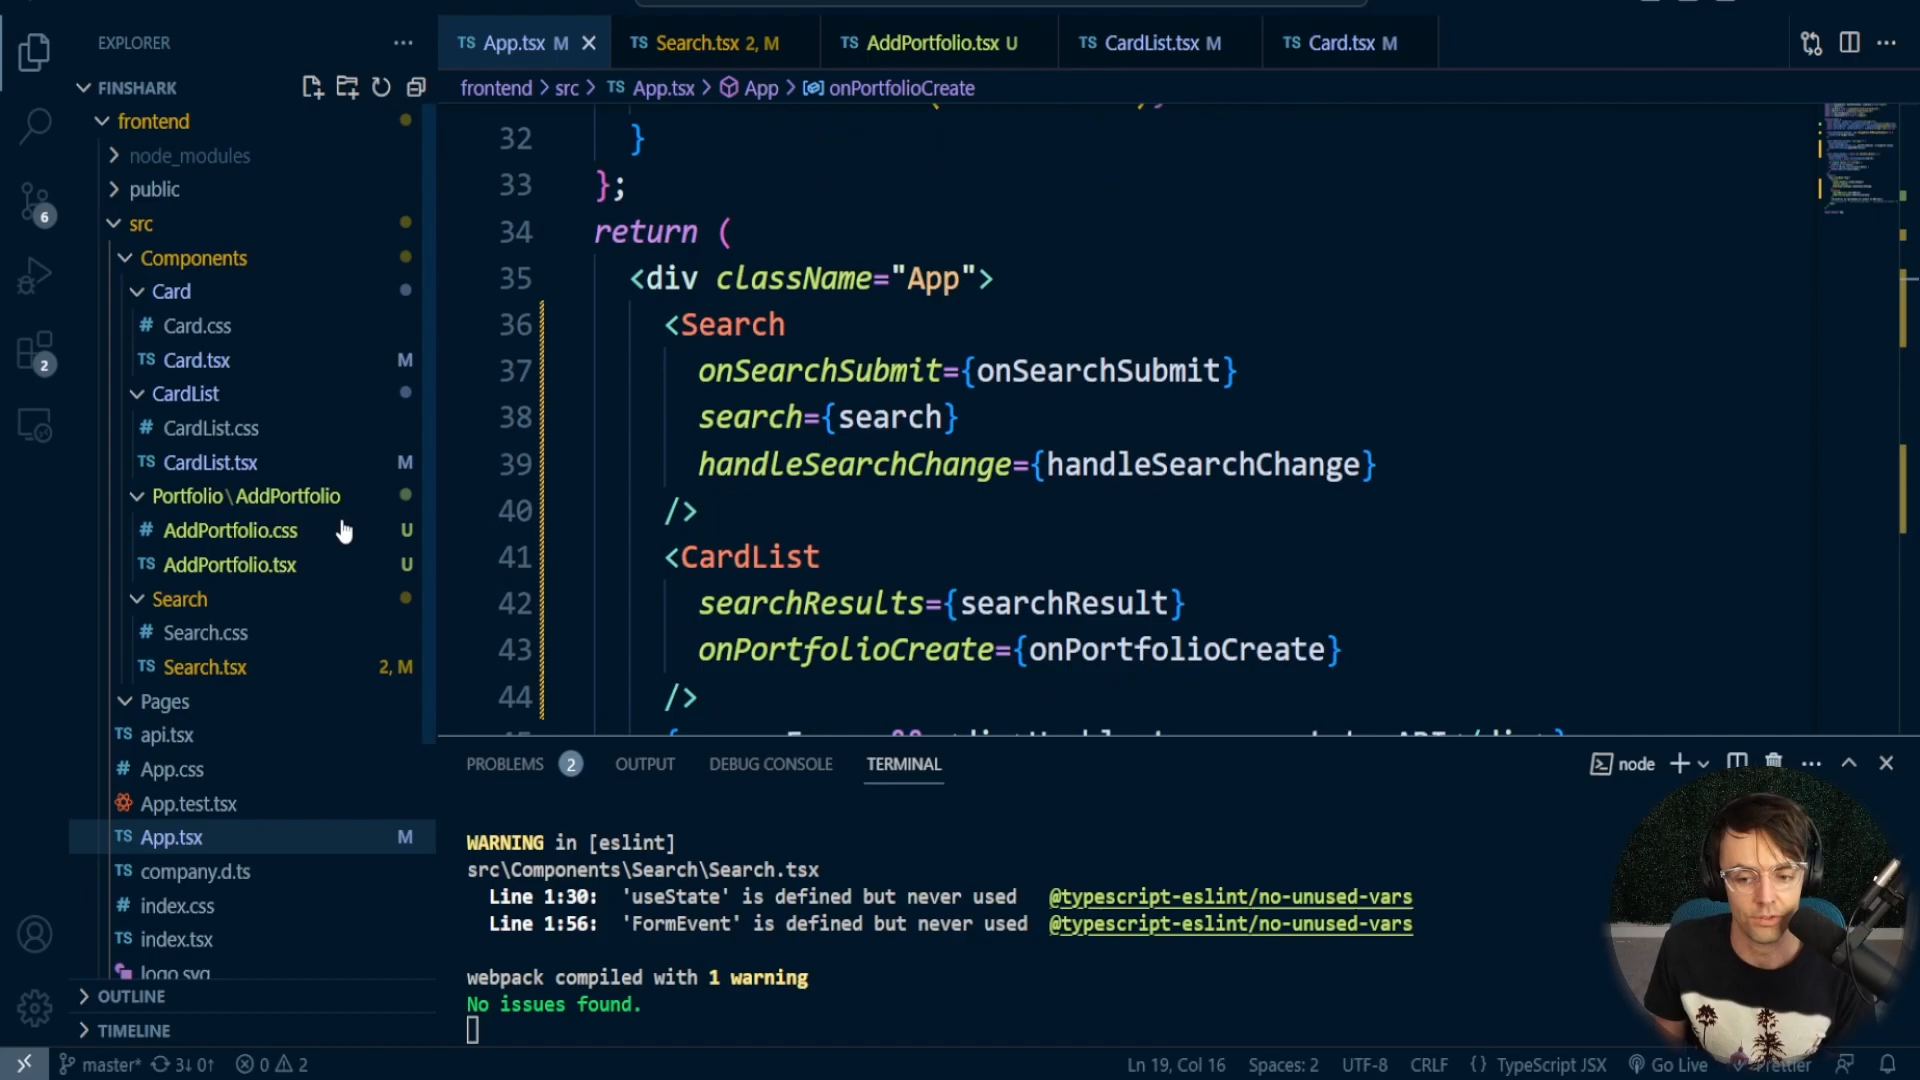 EXPLORER
FINSHARK
frontend
node_modules
public
src
Components
Card
Card.css
TS Card.tsx M
CardList
CardList.css
TS CardList.tsx M
Portfolio\AddPortfolio
AddPortfolio.css U
TS AddPortfolio.tsx U
Search
Search.css
TS Search.tsx 2, M
Pages
TS api.tsx
App.css
App.test.tsx
TS App.tsx M
TS company.d.ts
index.css
TS index.tsx
logo.svg
OUTLINE
TIMELINE
6
2
TS App.tsx M
TS Search.tsx 2, M
TS AddPortfolio.tsx U
TS CardList.tsx M
TS Card.tsx M
frontend > src > TS App.tsx > App > onPortfolioCreate
32 }
33 };
34 return (
35 <div className="App">
36 <Search
37 onSearchSubmit={onSearchSubmit}
38 search={search}
39 handleSearchChange={handleSearchChange}
40 />
41 <CardList
42 searchResults={searchResult}
43 onPortfolioCreate={onPortfolioCreate}
44 />
PROBLEMS 2 OUTPUT DEBUG CONSOLE TERMINAL
node
WARNING in [eslint]
src\Components\Search\Search.tsx
Line 1:30: 'useState' is defined but never used @typescript-eslint/no-unused-vars
Line 1:56: 'FormEvent' is defined but never used @typescript-eslint/no-unused-vars
webpack compiled with 1 warning
No issues found.
master* 3↓ 0↑ 0 2
Ln 19, Col 16 Spaces: 2 UTF-8 CRLF {} TypeScript JSX Go Live Prettier